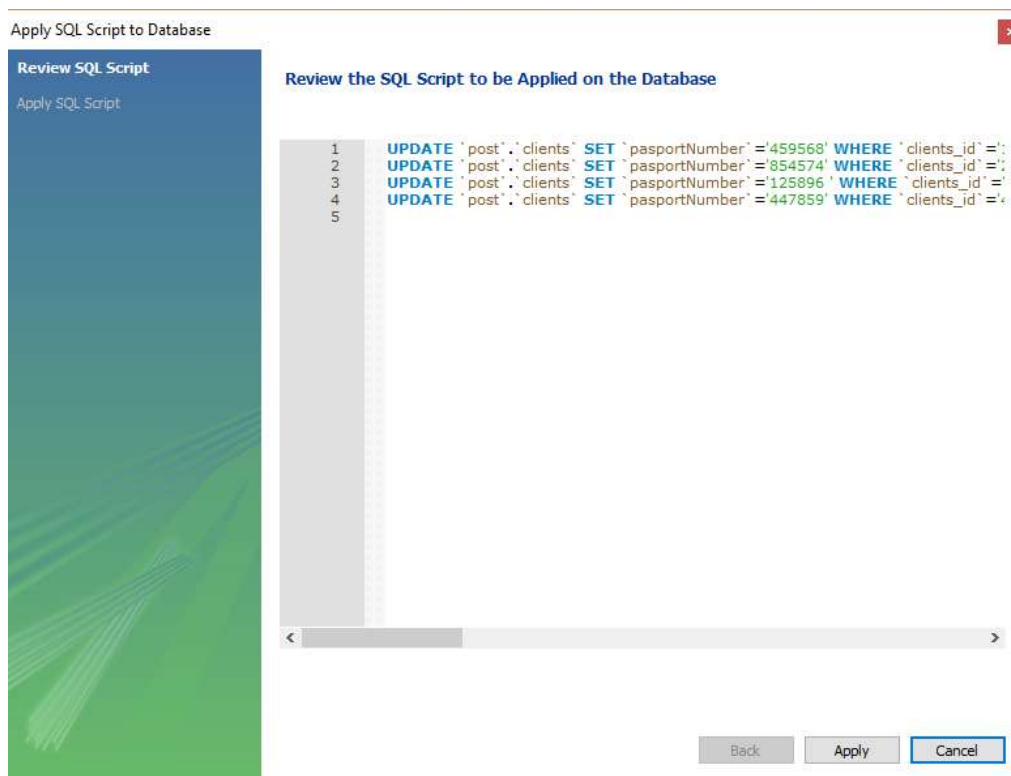 Apply SQL Script to Database
Review SQL Script
Apply SQL Script
Review the SQL Script to be Applied on the Database
1 UPDATE `post`.`clients` SET `pasportNumber`='459568' WHERE `clients_id`='
2 UPDATE `post`.`clients` SET `pasportNumber`='854574' WHERE `clients_id`='
3 UPDATE `post`.`clients` SET `pasportNumber`='125896 ' WHERE `clients_id`='
4 UPDATE `post`.`clients` SET `pasportNumber`='447859' WHERE `clients_id`='
5
Back Apply Cancel